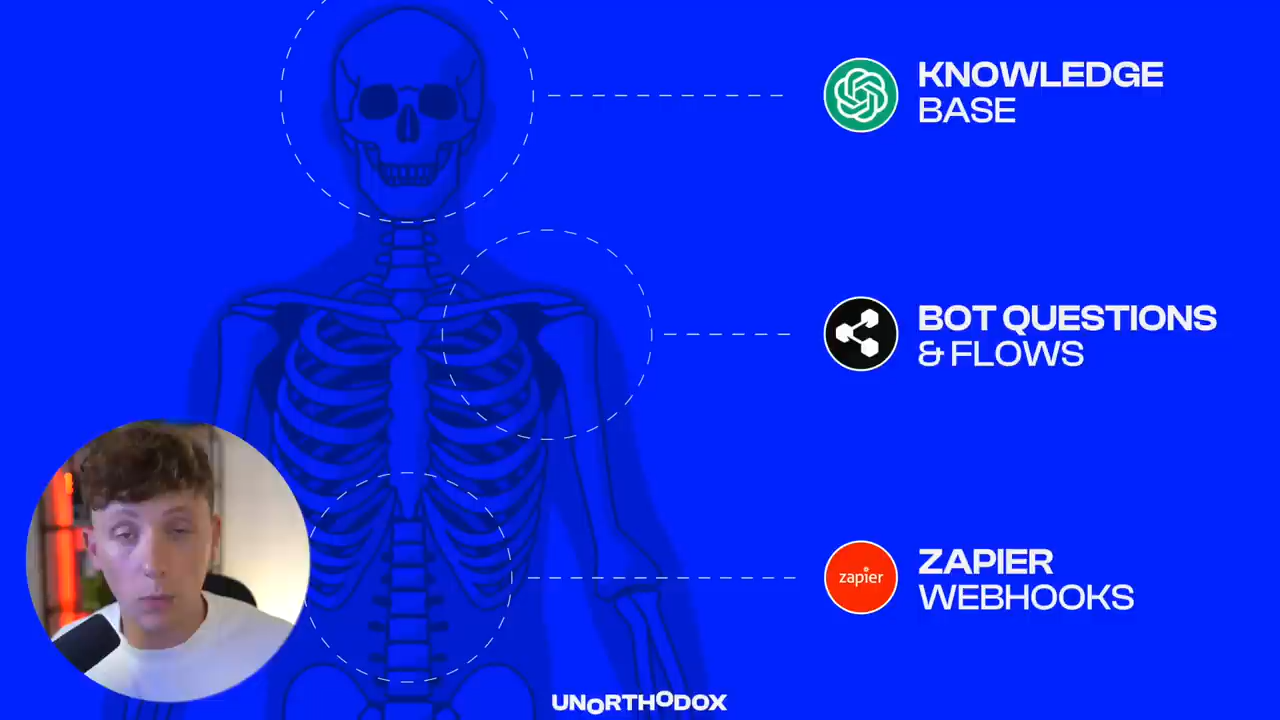 KNOWLEDGE
BASE
BOT QUESTIONS
& FLOWS
zapier
ZAPIER
WEBHOOKS
UNORTHODOX